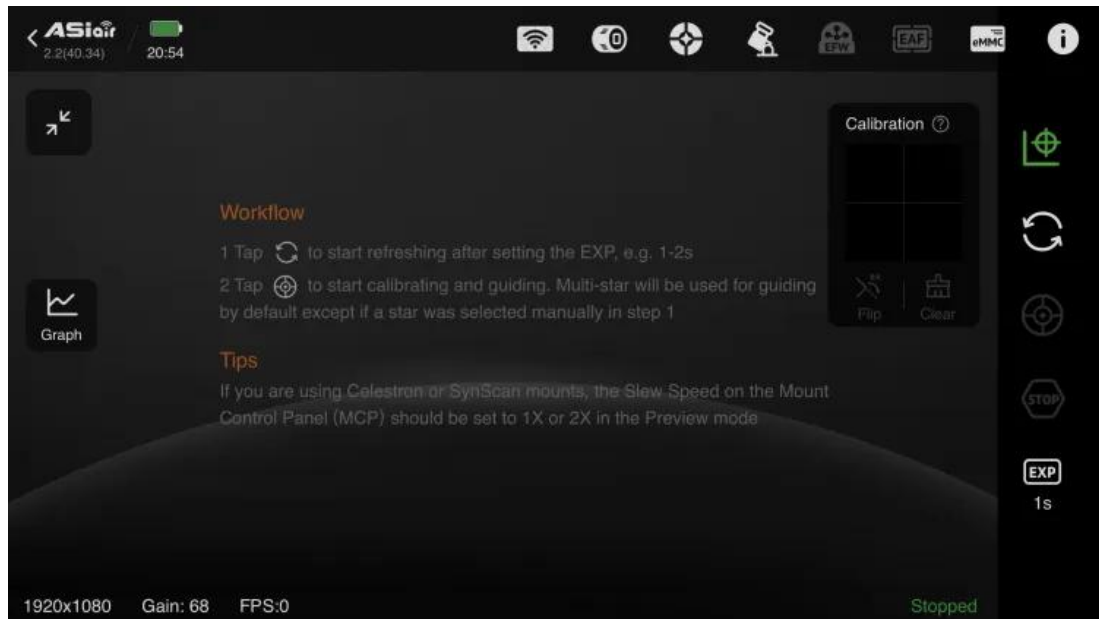 ASIair
2.2(40.34)
20:54
EFW
EAF
eMMC
Calibration
Flip
Clear
Graph
Workflow
1 Tap to start refreshing after setting the EXP, e.g. 1-2s
2 Tap to start calibrating and guiding. Multi-star will be used for guiding
by default except if a star was selected manually in step 1
Tips
If you are using Celestron or SynScan mounts, the Slew Speed on the Mount
Control Panel (MCP) should be set to 1X or 2X in the Preview mode
STOP
EXP
1s
1920x1080 Gain: 68 FPS:0
Stopped